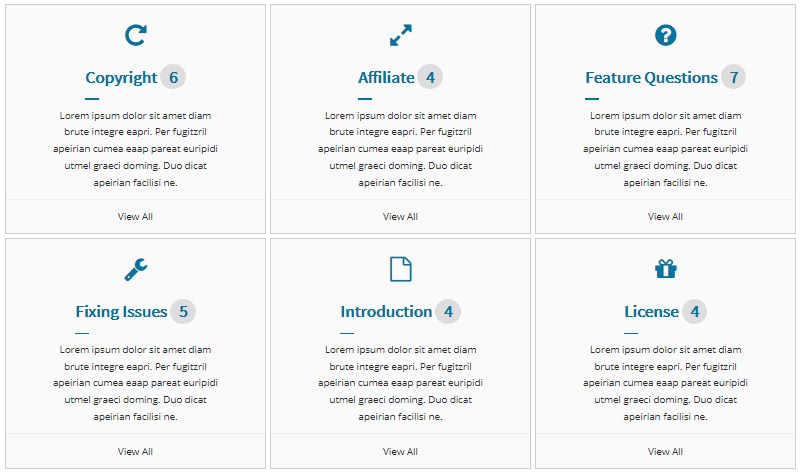 Copyright 6
Lorem ipsum dolor sit amet diam
brute integre eapri. Per fugitzril
apeirian cumea eaap pareat euripidi
utmel graeci doming. Duo dicat
apeirian facilisi ne.
View All
Affiliate 4
Lorem ipsum dolor sit amet diam
brute integre eapri. Per fugitzril
apeirian cumea eaap pareat euripidi
utmel graeci doming. Duo dicat
apeirian facilisi ne.
View All
Feature Questions 7
Lorem ipsum dolor sit amet diam
brute integre eapri. Per fugitzril
apeirian cumea eaap pareat euripidi
utmel graeci doming. Duo dicat
apeirian facilisi ne.
View All
Fixing Issues 5
Lorem ipsum dolor sit amet diam
brute integre eapri. Per fugitzril
apeirian cumea eaap pareat euripidi
utmel graeci doming. Duo dicat
apeirian facilisi ne.
View All
Introduction 4
Lorem ipsum dolor sit amet diam
brute integre eapri. Per fugitzril
apeirian cumea eaap pareat euripidi
utmel graeci doming. Duo dicat
apeirian facilisi ne.
View All
License 4
Lorem ipsum dolor sit amet diam
brute integre eapri. Per fugitzril
apeirian cumea eaap pareat euripidi
utmel graeci doming. Duo dicat
apeirian facilisi ne.
View All